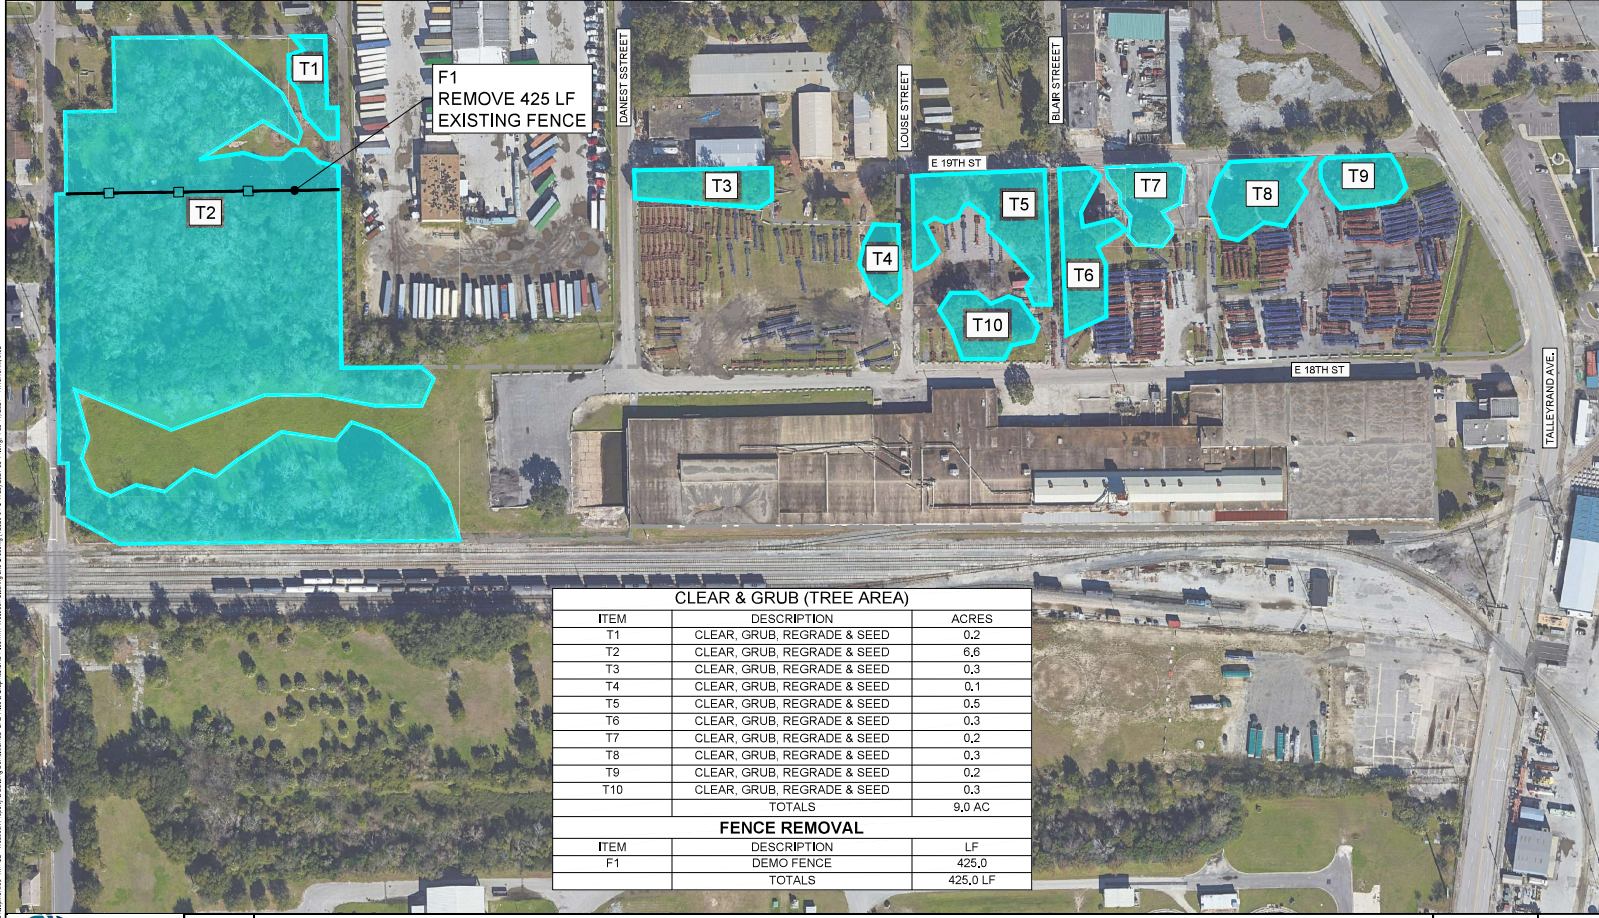 T1
F1
REMOVE 425 LF
EXISTING FENCE
T2
DANEST SSTREET
LOUSE STREET
BLAIR STREEET
E 19TH ST
T3
T4
T5
T6
T7
T8
T9
T10
E 18TH ST
TALLEYRAND AVE.
CLEAR & GRUB (TREE AREA)
ITEM DESCRIPTION ACRES
T1 CLEAR, GRUB, REGRADE & SEED 0.2
T2 CLEAR, GRUB, REGRADE & SEED 6.6
T3 CLEAR, GRUB, REGRADE & SEED 0.3
T4 CLEAR, GRUB, REGRADE & SEED 0.1
T5 CLEAR, GRUB, REGRADE & SEED 0.5
T6 CLEAR, GRUB, REGRADE & SEED 0.3
T7 CLEAR, GRUB, REGRADE & SEED 0.2
T8 CLEAR, GRUB, REGRADE & SEED 0.3
T9 CLEAR, GRUB, REGRADE & SEED 0.2
T10 CLEAR, GRUB, REGRADE & SEED 0.3
TOTALS 9.0 AC
FENCE REMOVAL
ITEM DESCRIPTION LF
F1 DEMO FENCE 425.0
TOTALS 425.0 LF